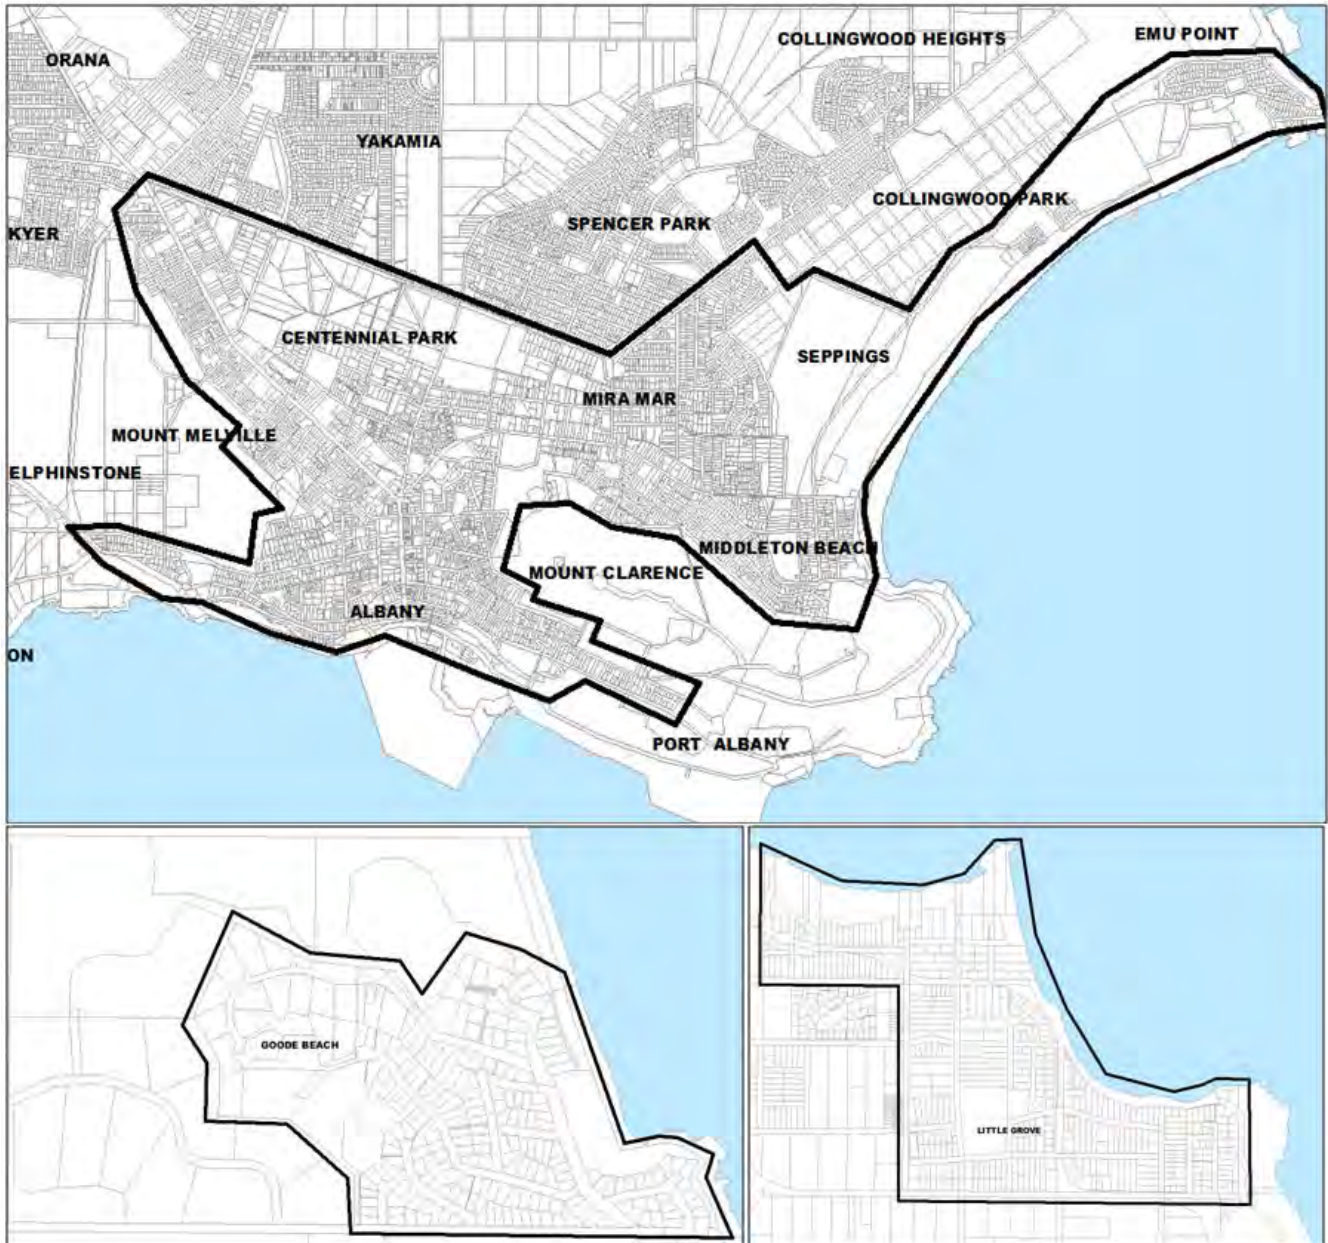 EMU POINT
COLLINGWOOD HEIGHTS
ORANA
YAKAMIA
COLLINGWOOD PARK
SPENCER PARK
KYER
CENTENNIAL PARK
SEPPINGS
MIRA MAR
MOUNT MELVILLE
ELPHINSTONE
MIDDLETON BEACH
MOUNT CLARENCE
ALBANY
ON
PORT ALBANY
GOODE BEACH
LITTLE GROVE